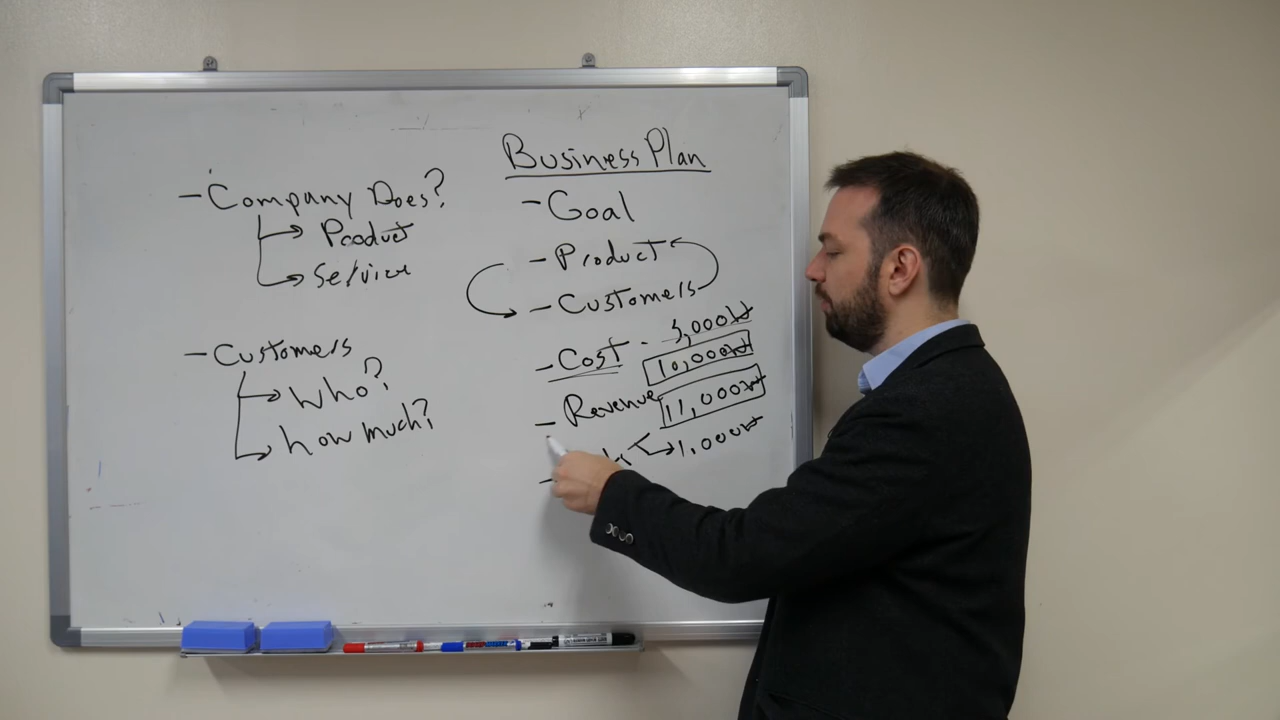 - Company Does?
Product
Service
- Customers
Who?
how much?
Business Plan
- Goal
- Product
- Customers
- Cost - 5,000₩
10,000₩
- Revenue 11,000₩
1,000₩